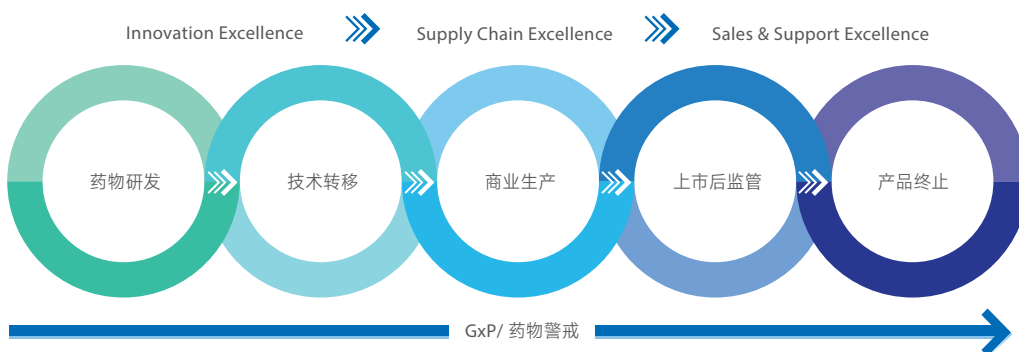 Innovation Excellence
Supply Chain Excellence
Sales & Support Excellence
药物研发
技术转移
商业生产
上市后监管
产品终止
GxP/ 药物警戒